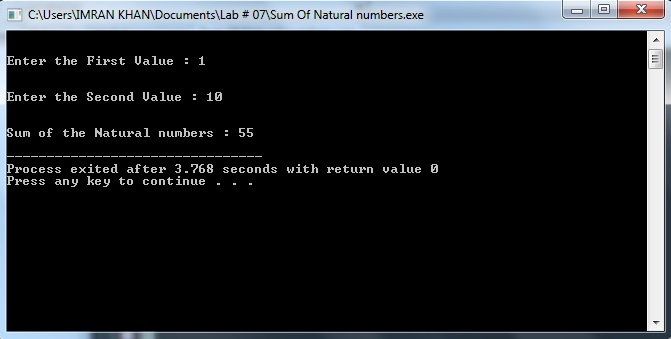 C:\Users\IMRAN KHAN\Documents\Lab # 07\Sum Of Natural numbers.exe
Enter the First Value : 1
Enter the Second Value : 10
Sum of the Natural numbers : 55
--------------------------------
Process exited after 3.768 seconds with return value 0
Press any key to continue . . .